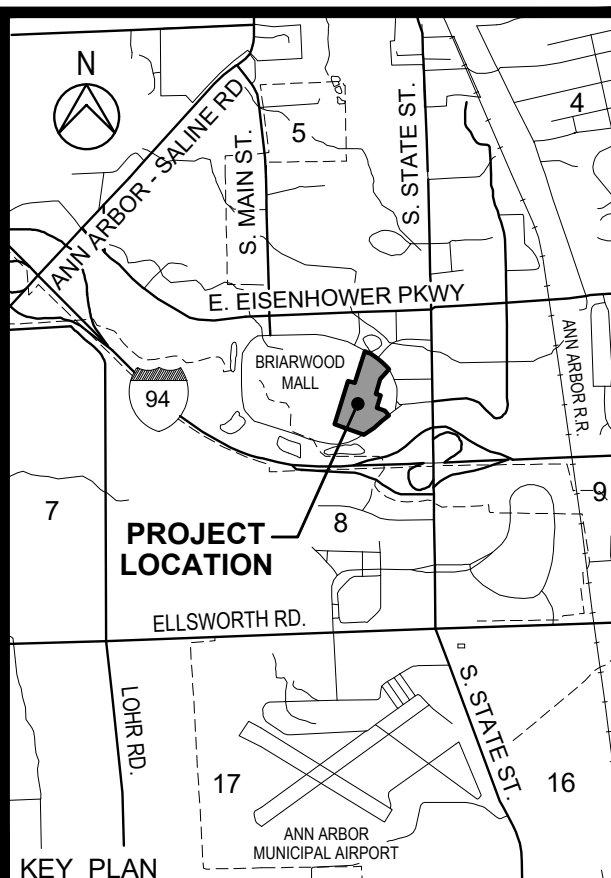 N
4
5
ANN ARBOR - SALINE RD.
S. MAIN ST.
S. STATE ST.
E. EISENHOWER PKWY
BRIARWOOD
MALL
ANN ARBOR R.R.
94
7
8
9
PROJECT
LOCATION
ELLSWORTH RD.
LOHR RD.
S. STATE ST.
17
16
ANN ARBOR
MUNICIPAL AIRPORT
KEY PLAN